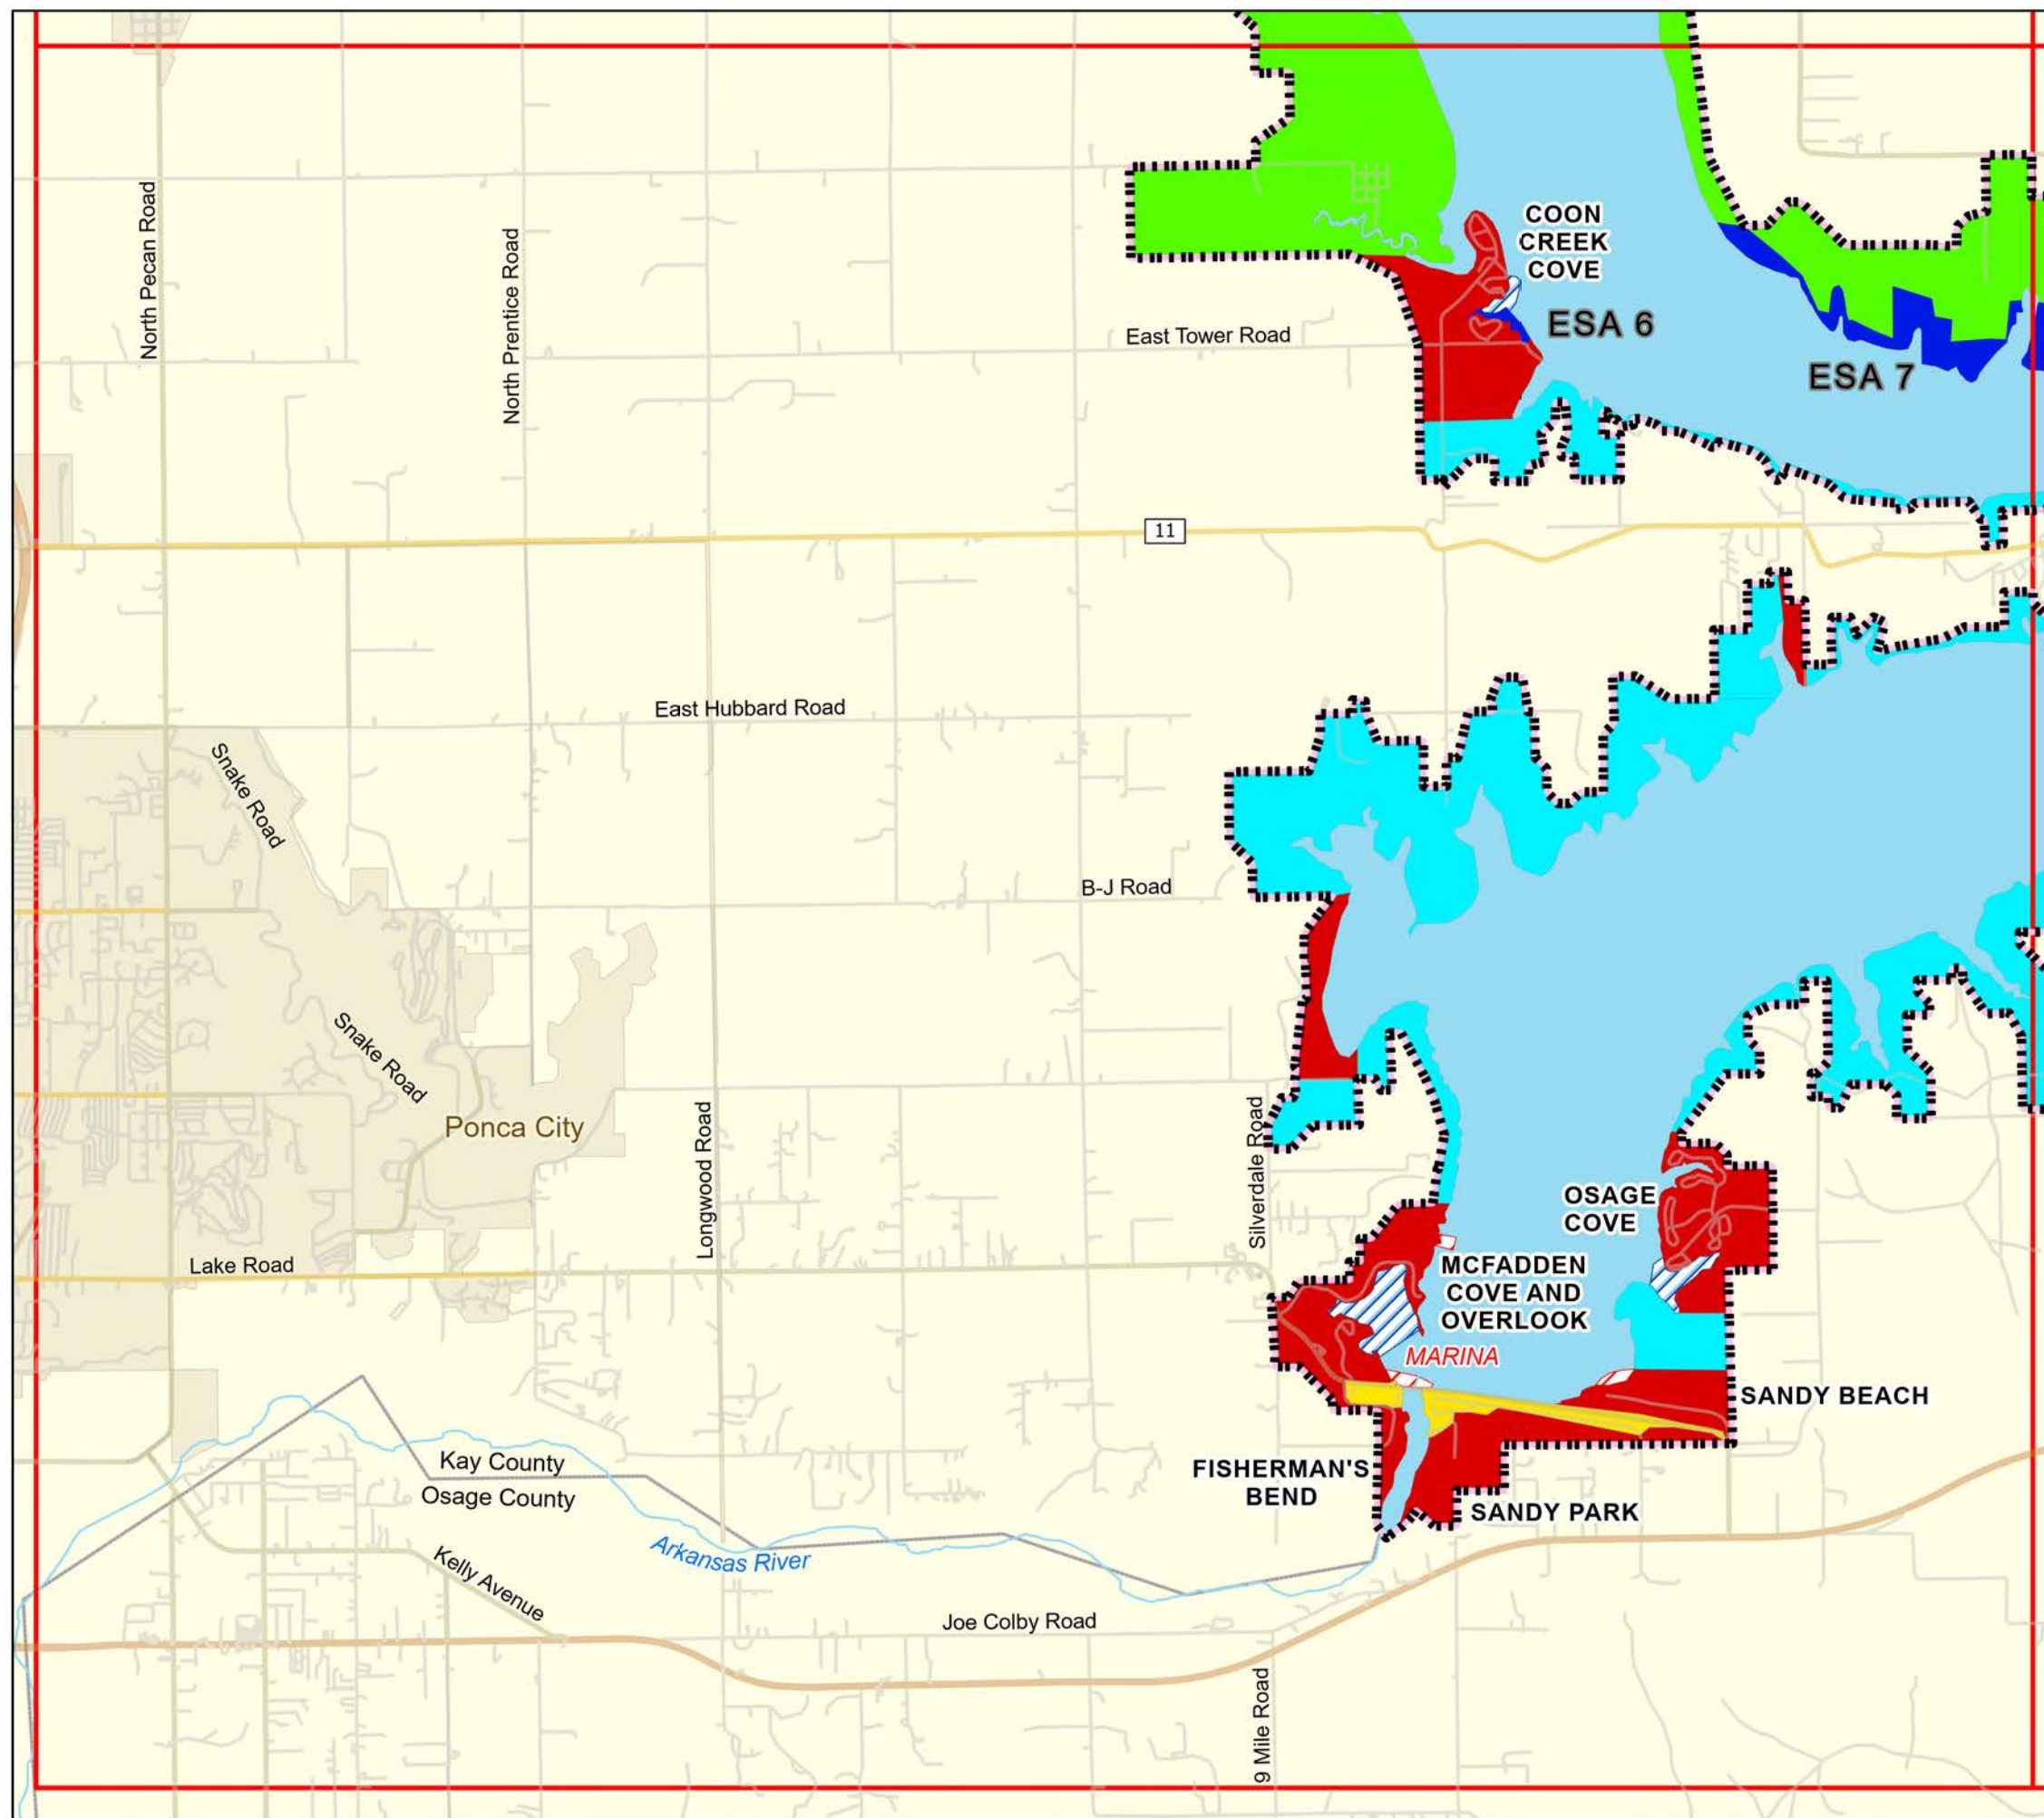 COON
CREEK
COVE
ESA 6
ESA 7
North Pecan Road
North Prentice Road
East Tower Road
11
East Hubbard Road
Snake Road
B-J Road
Snake Road
Ponca City
Longwood Road
Silverdale Road
OSAGE
COVE
Lake Road
MCFADDEN
COVE AND
OVERLOOK
MARINA
SANDY BEACH
Kay County
Osage County
FISHERMAN'S
BEND
SANDY PARK
Arkansas River
Kelly Avenue
Joe Colby Road
9 Mile Road